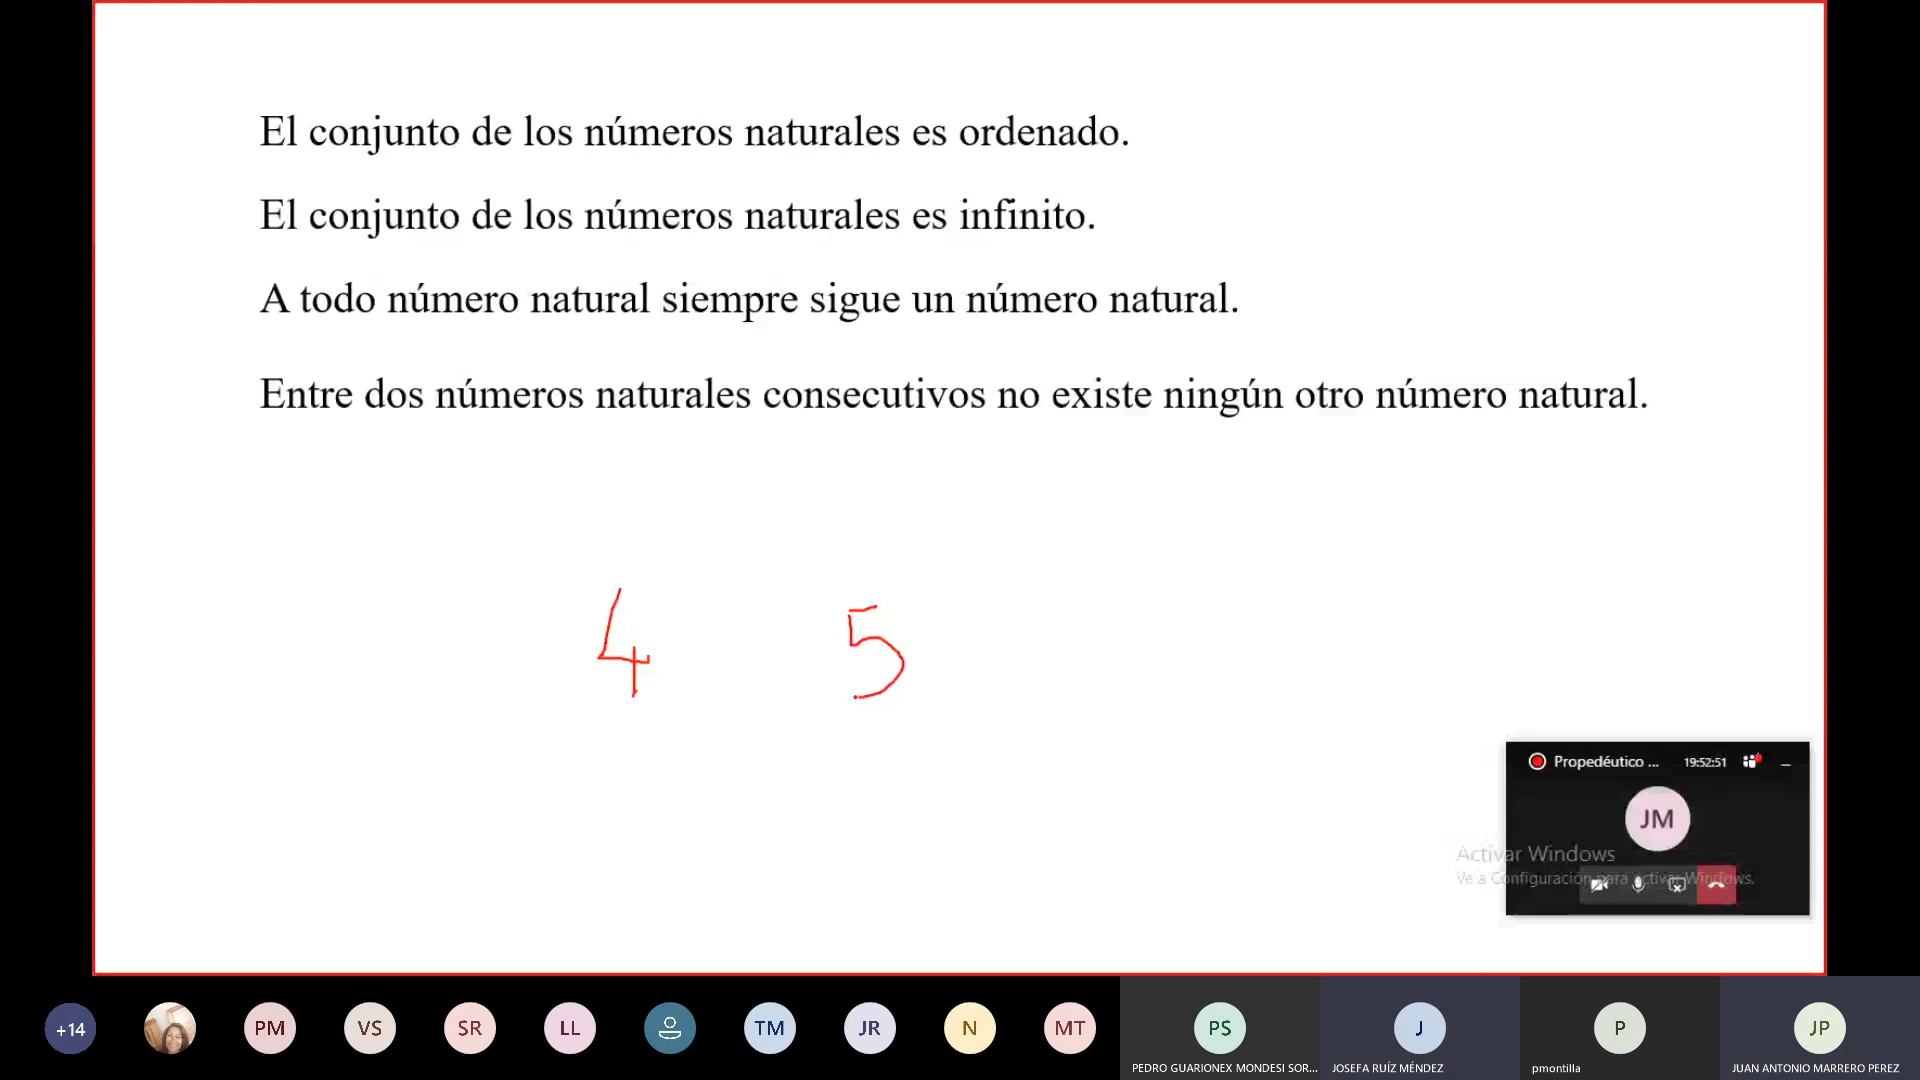 El conjunto de los números naturales es ordenado.
El conjunto de los números naturales es infinito.
A todo número natural siempre sigue un número natural.
Entre dos números naturales consecutivos no existe ningún otro número natural.
4 5
Propedéutico ... 19:52:51
JM
Activar Windows
Ve a Configuración para activar Windows.
+14 PM VS SR LL TM JR N MT PS J P JP
PEDRO GUARIONEX MONDESI SOR... JOSEFA RUÍZ MÉNDEZ pmontilla JUAN ANTONIO MARRERO PEREZ